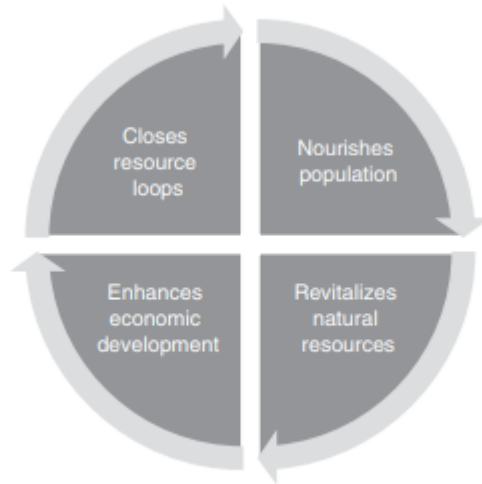 Closes
resource
loops
Nourishes
population
Enhances
economic
development
Revitalizes
natural
resources